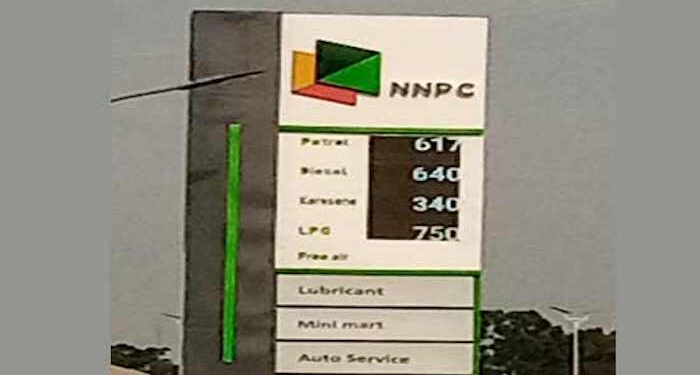 NNPC
Petrol 617
Diesel 640
Kerosene 340
LPG 750
Free air
Lubricant
Mini mart
Auto Service